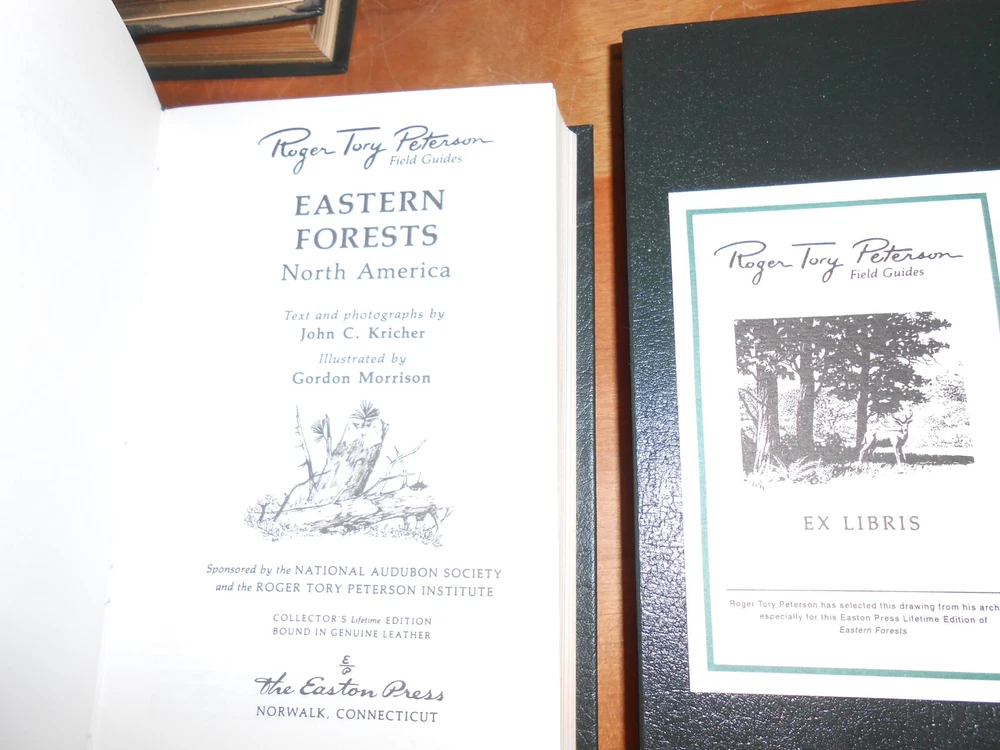 Roger Tory Peterson
Field Guides
EASTERN
FORESTS
North America
Text and photographs by
John C. Kricher
Illustrated by
Gordon Morrison
Sponsored by the NATIONAL AUDUBON SOCIETY
and the ROGER TORY PETERSON INSTITUTE
COLLECTOR'S Lifetime EDITION
BOUND IN GENUINE LEATHER
E
P
the Easton Press
NORWALK, CONNECTICUT
Roger Tory Peterson
Field Guides
EX LIBRIS
Roger Tory Peterson has selected this drawing from his arch
especially for this Easton Press Lifetime Edition of
Eastern Forests